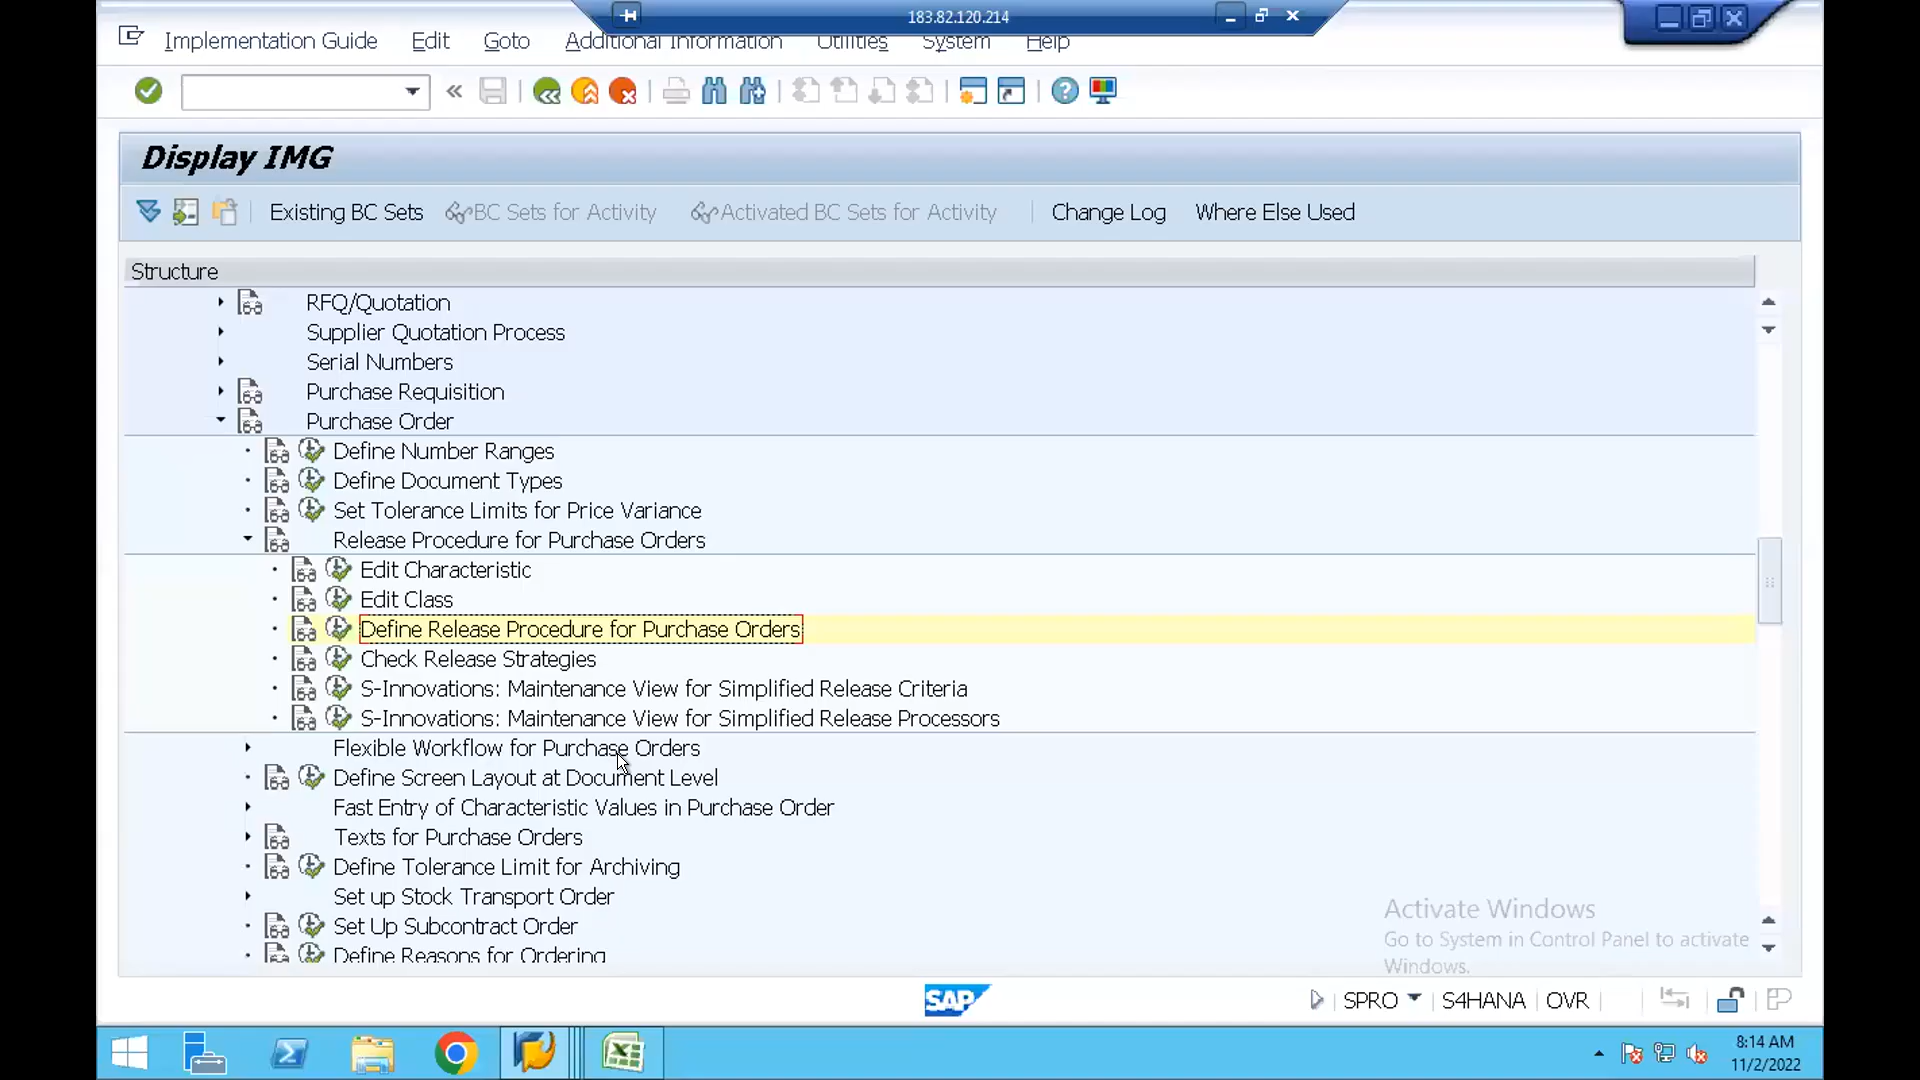 183.82.120.214
Implementation Guide Edit Goto Additional Information Utilities System Help
Display IMG
Existing BC Sets BC Sets for Activity Activated BC Sets for Activity Change Log Where Else Used
Structure
RFQ/Quotation
Supplier Quotation Process
Serial Numbers
Purchase Requisition
Purchase Order
Define Number Ranges
Define Document Types
Set Tolerance Limits for Price Variance
Release Procedure for Purchase Orders
Edit Characteristic
Edit Class
Define Release Procedure for Purchase Orders
Check Release Strategies
S-Innovations: Maintenance View for Simplified Release Criteria
S-Innovations: Maintenance View for Simplified Release Processors
Flexible Workflow for Purchase Orders
Define Screen Layout at Document Level
Fast Entry of Characteristic Values in Purchase Order
Texts for Purchase Orders
Define Tolerance Limit for Archiving
Set up Stock Transport Order
Set Up Subcontract Order
Define Reasons for Ordering
Activate Windows
Go to System in Control Panel to activate
Windows.
SAP SPRO S4HANA OVR
8:14 AM
11/2/2022